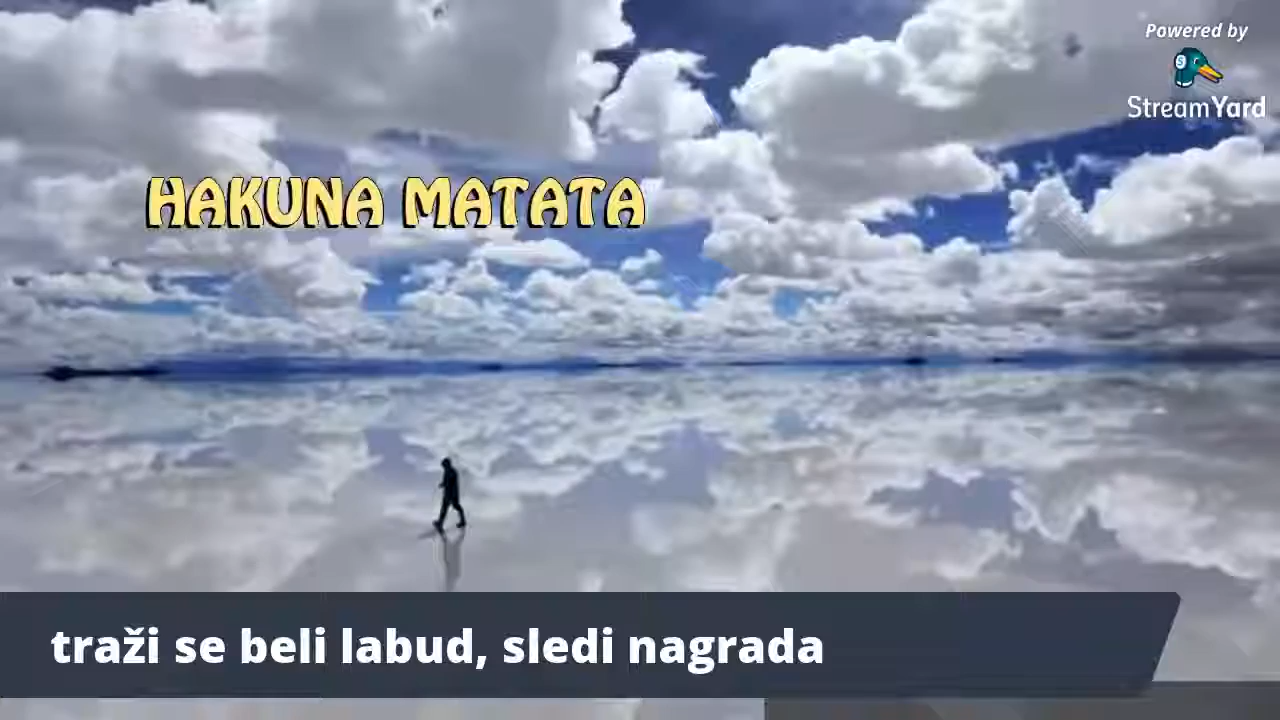 Powered by
StreamYard
HAKUNA MATATA
traži se beli labud, sledi nagrada